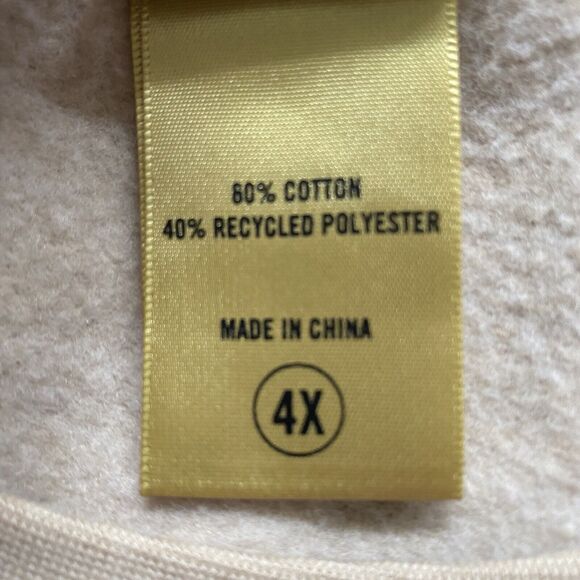 60% COTTON
40% RECYCLED POLYESTER
MADE IN CHINA
4X